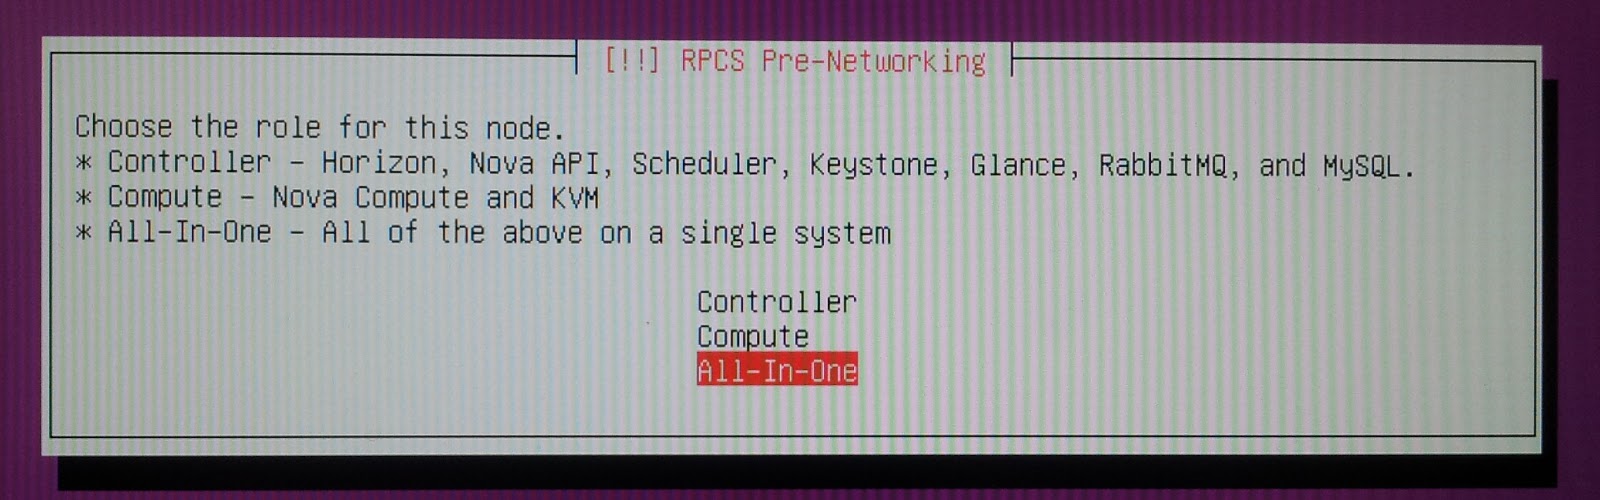 [!!] RPCS Pre-Networking
Choose the role for this node.
* Controller - Horizon, Nova API, Scheduler, Keystone, Glance, RabbitMQ, and MySQL.
* Compute - Nova Compute and KVM
* All-In-One - All of the above on a single system
Controller
Compute
All-In-One